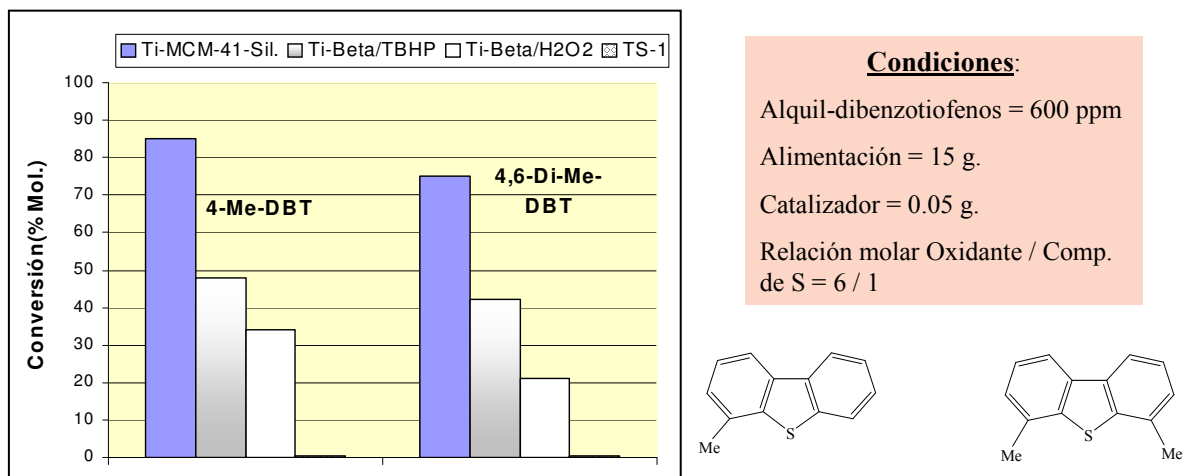 Ti-MCM-41-Sil. Ti-Beta/TBHP Ti-Beta/H2O2 TS-1
Conversión(% Mol.)
100
90
80
70
60
50
40
30
20
10
0
4-Me-DBT
4,6-Di-Me-
DBT
Condiciones:
Alquil-dibenzotiofenos = 600 ppm
Alimentación = 15 g.
Catalizador = 0.05 g.
Relación molar Oxidante / Comp.
de S = 6 / 1
S
Me
S
Me
Me